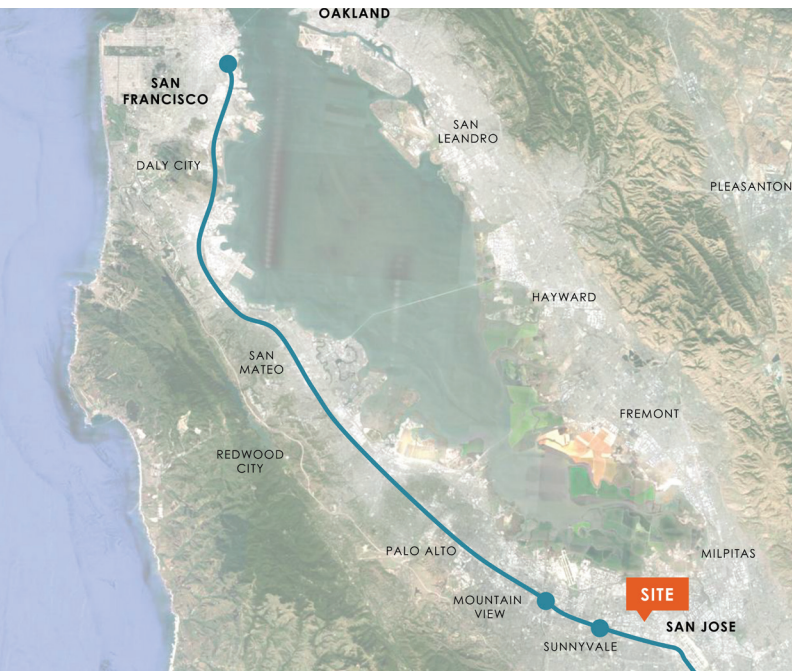 OAKLAND
SAN
FRANCISCO
SAN
LEANDRO
DALY CITY
PLEASANTON
HAYWARD
SAN
MATEO
FREMONT
REDWOOD
CITY
PALO ALTO
MILPITAS
MOUNTAIN
VIEW
SITE
SAN JOSE
SUNNYVALE